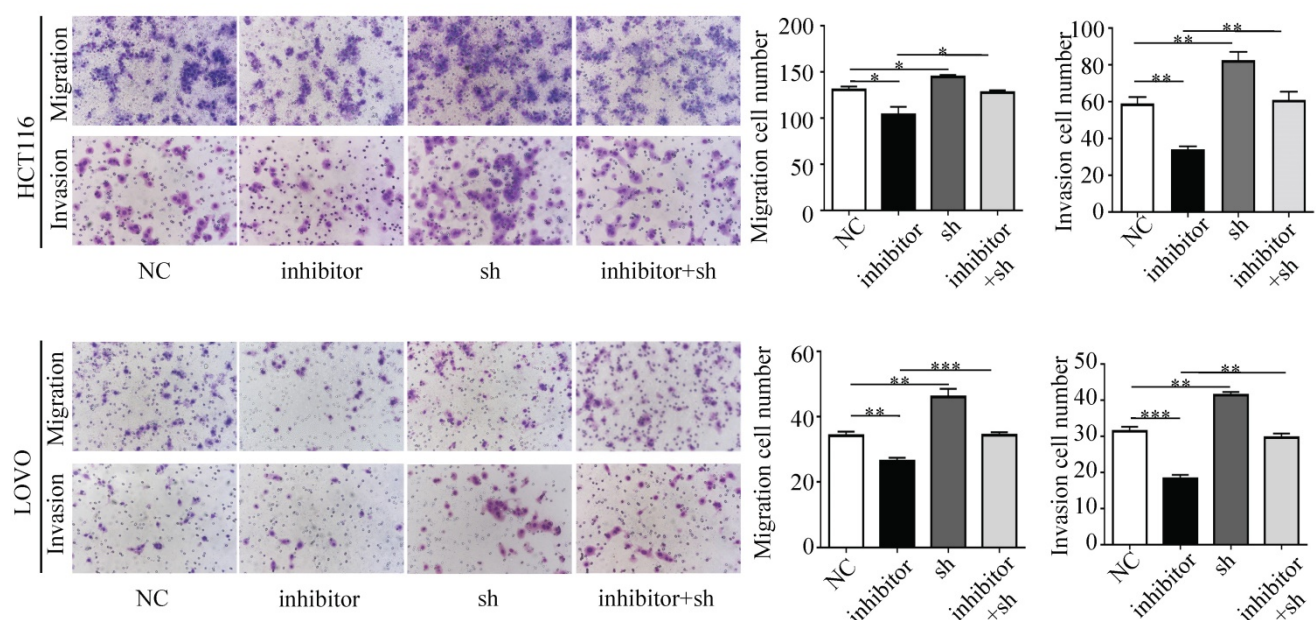 HCT116
Migration
Invasion
NC inhibitor sh inhibitor+sh
Migration cell number
200
150
100
50
0
*
*
*
NC
inhibitor
sh
inhibitor
+sh
Invasion cell number
100
80
60
40
20
0
**
**
**
NC
inhibitor
sh
inhibitor
+sh
LOVO
Migration
Invasion
NC inhibitor sh inhibitor+sh
Migration cell number
60
40
20
0
***
**
**
NC
inhibitor
sh
inhibitor
+sh
Invasion cell number
50
40
30
20
10
0
**
**
***
NC
inhibitor
sh
inhibitor
+sh